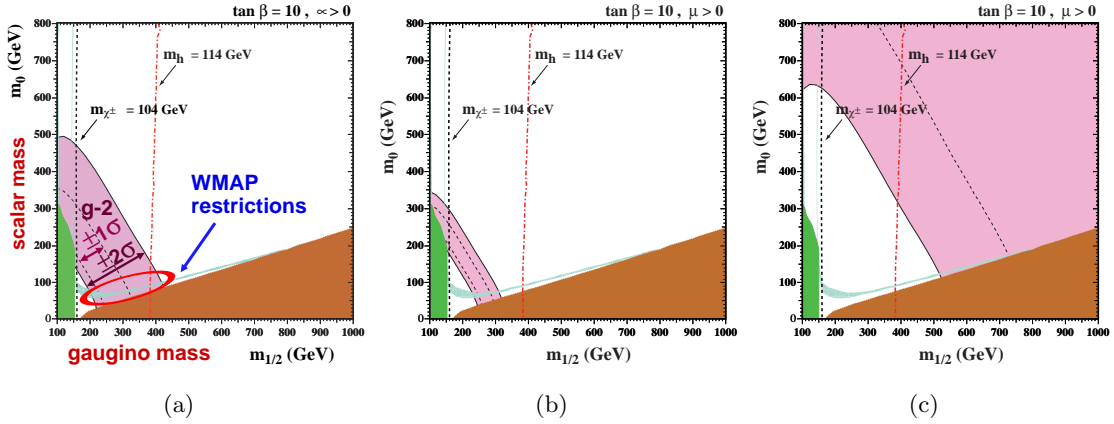 tan β = 10 , ∝ > 0
800
700
600
500
400
300
200
100
0
m0 (GeV)
scalar mass
mh = 114 GeV
mχ± = 104 GeV
WMAP
restrictions
g-2
±1σ
±2σ
100 200 300 400 500 600 700 800 900 1000
gaugino mass
m1/2 (GeV)
(a)
tan β = 10 , μ > 0
800
700
600
500
400
300
200
100
0
m0 (GeV)
mh = 114 GeV
mχ± = 104 GeV
100 200 300 400 500 600 700 800 900 1000
m1/2 (GeV)
(b)
tan β = 10 , μ > 0
800
700
600
500
400
300
200
100
0
m0 (GeV)
mh = 114 GeV
mχ± = 104 GeV
100 200 300 400 500 600 700 800 900 1000
m1/2 (GeV)
(c)